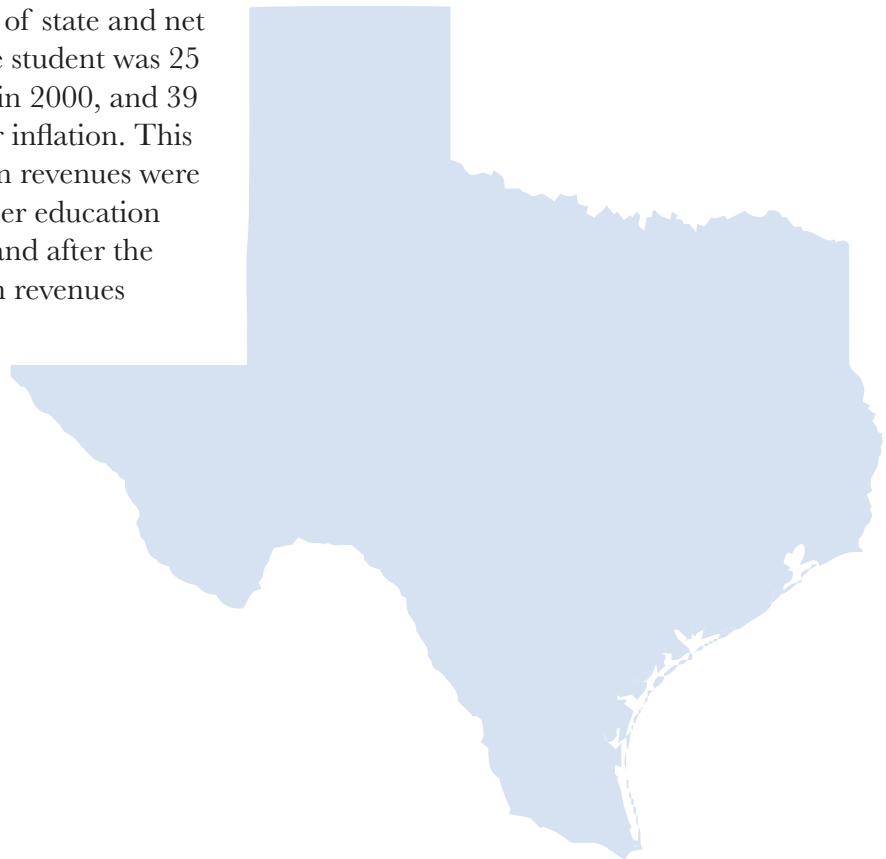 of state and net
e student was 25
in 2000, and 39
r inflation. This
n revenues were
er education
and after the
n revenues